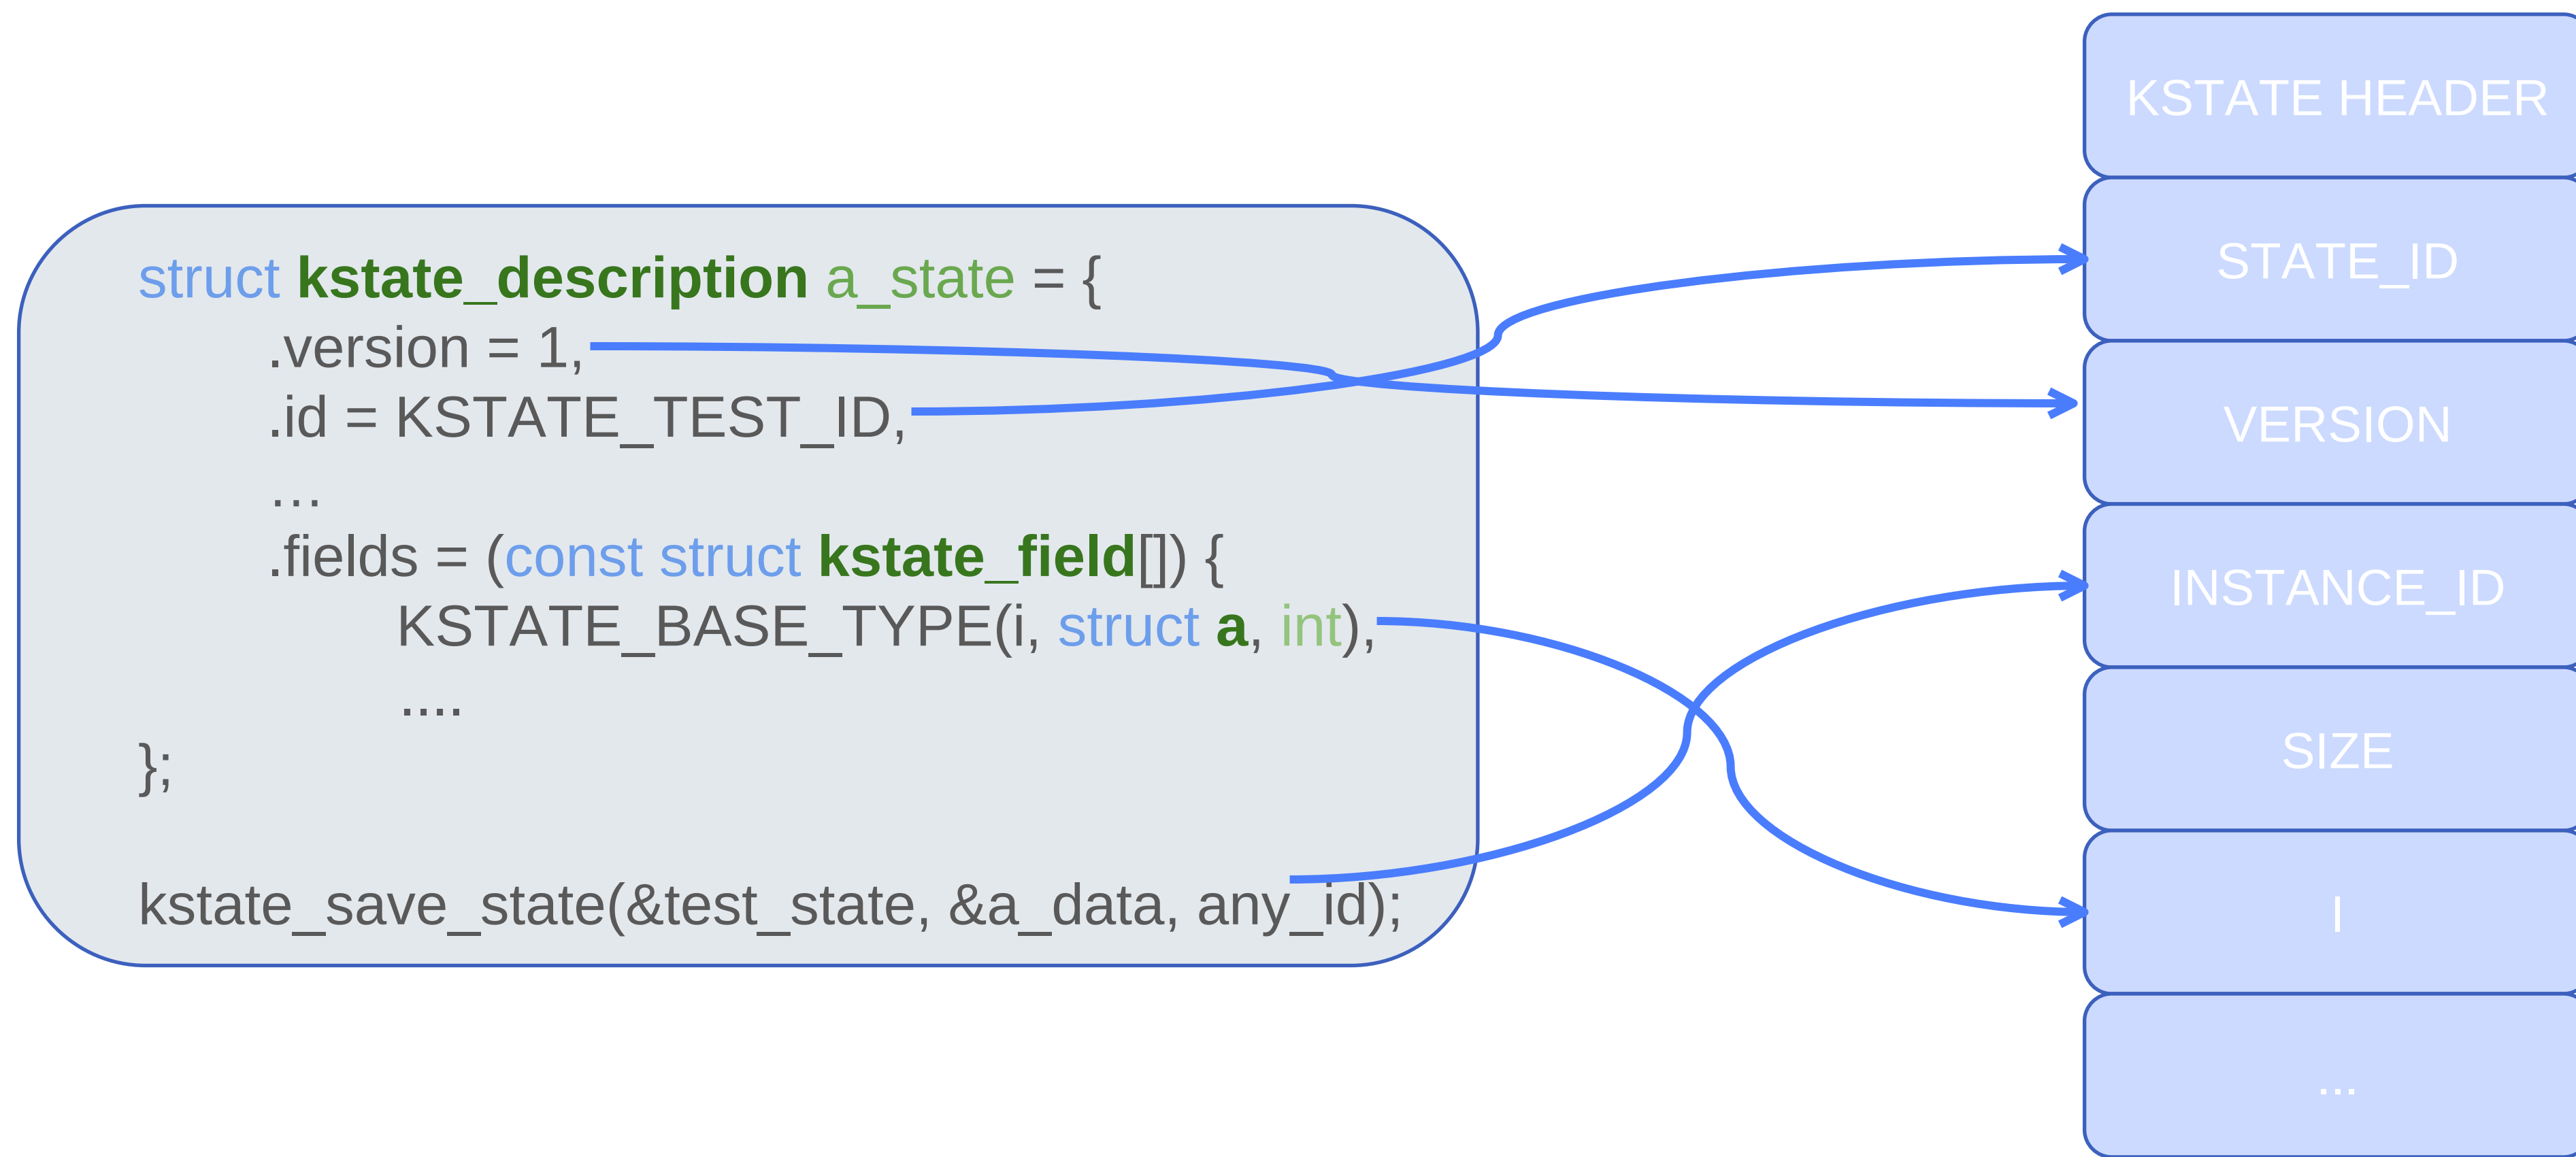 struct kstate_description a_state = {
.version = 1,
.id = KSTATE_TEST_ID,
…
.fields = (const struct kstate_field[]) {
KSTATE_BASE_TYPE(i, struct a, int),
....
};
kstate_save_state(&test_state, &a_data, any_id);
KSTATE HEADER
STATE_ID
VERSION
INSTANCE_ID
SIZE
I
...